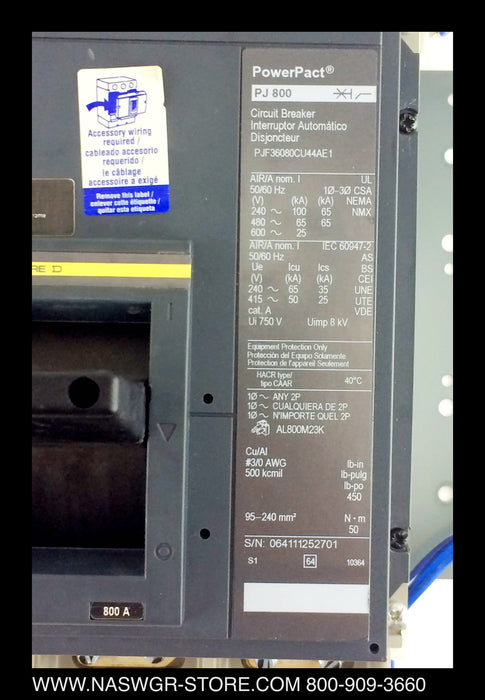 PowerPact®
PJ 800
Circuit Breaker
Interruptor Automático
Disjoncteur
PJF36080CU44AE1
AIR/A nom. I UL
50/60 Hz 1Ø-3Ø CSA
(V) (kA) (kA) NEMA
240 ~ 100 65 NMX
480 ~ 65 65
600 ~ 25
AIR/A nom. I IEC 60947-2
50/60 Hz AS
Ue Icu Ics BS
(V) (kA) (kA) CEI
240 ~ 65 35 UNE
415 ~ 50 25 UTE
cat. A VDE
Ui 750 V Uimp 8 kV
Equipment Protection Only
Protección del Equipo Solamente
Protection de l'appareil Seulement
HACR type/
tipo CAAR 40°C
1Ø ~ ANY 2P
1Ø ~ CUALQUIERA DE 2P
1Ø ~ N'IMPORTE QUEL 2P
AL800M23K
Cu/Al
#3/0 AWG lb-in
500 kcmil lb-pulg
lb-po
450
95–240 mm² N·m
50
S/N: 064111252701
S1 64 10364
Accessory wiring
required /
cableado accesorio
requerido /
le câblage
accessoire a exigé
Remove this label /
enlever cette étiquette /
quitar esta etiqueta
name
RE D
I
O
800 A
WWW.NASWGR-STORE.COM 800-909-3660